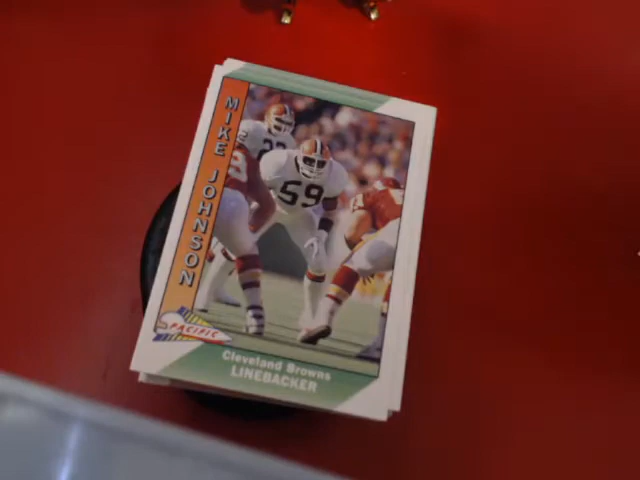 MIKE JOHNSON
59
PACIFIC
Cleveland Browns
LINEBACKER